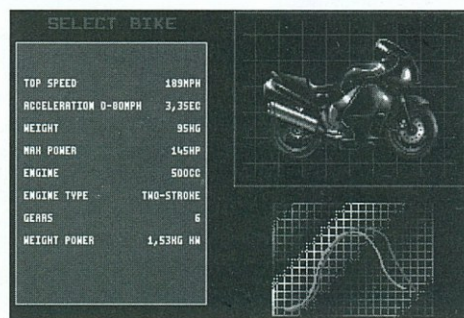 SELECT BIKE
TOP SPEED 189MPH
ACCELERATION 0-80MPH 3,3SEC
WEIGHT 95KG
MAX POWER 145HP
ENGINE 500CC
ENGINE TYPE TWO-STROKE
GEARS 6
WEIGHT POWER 1,53KG KW